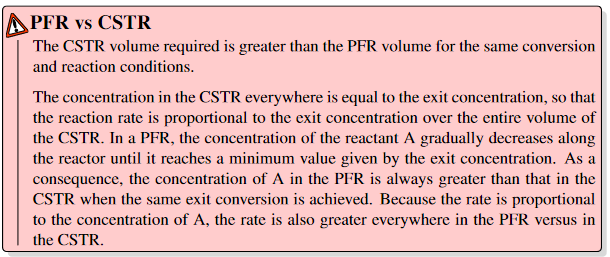 PFR vs CSTR
The CSTR volume required is greater than the PFR volume for the same conversion
and reaction conditions.
The concentration in the CSTR everywhere is equal to the exit concentration, so that
the reaction rate is proportional to the exit concentration over the entire volume of
the CSTR. In a PFR, the concentration of the reactant A gradually decreases along
the reactor until it reaches a minimum value given by the exit concentration. As a
consequence, the concentration of A in the PFR is always greater than that in the
CSTR when the same exit conversion is achieved. Because the rate is proportional
to the concentration of A, the rate is also greater everywhere in the PFR versus in
the CSTR.